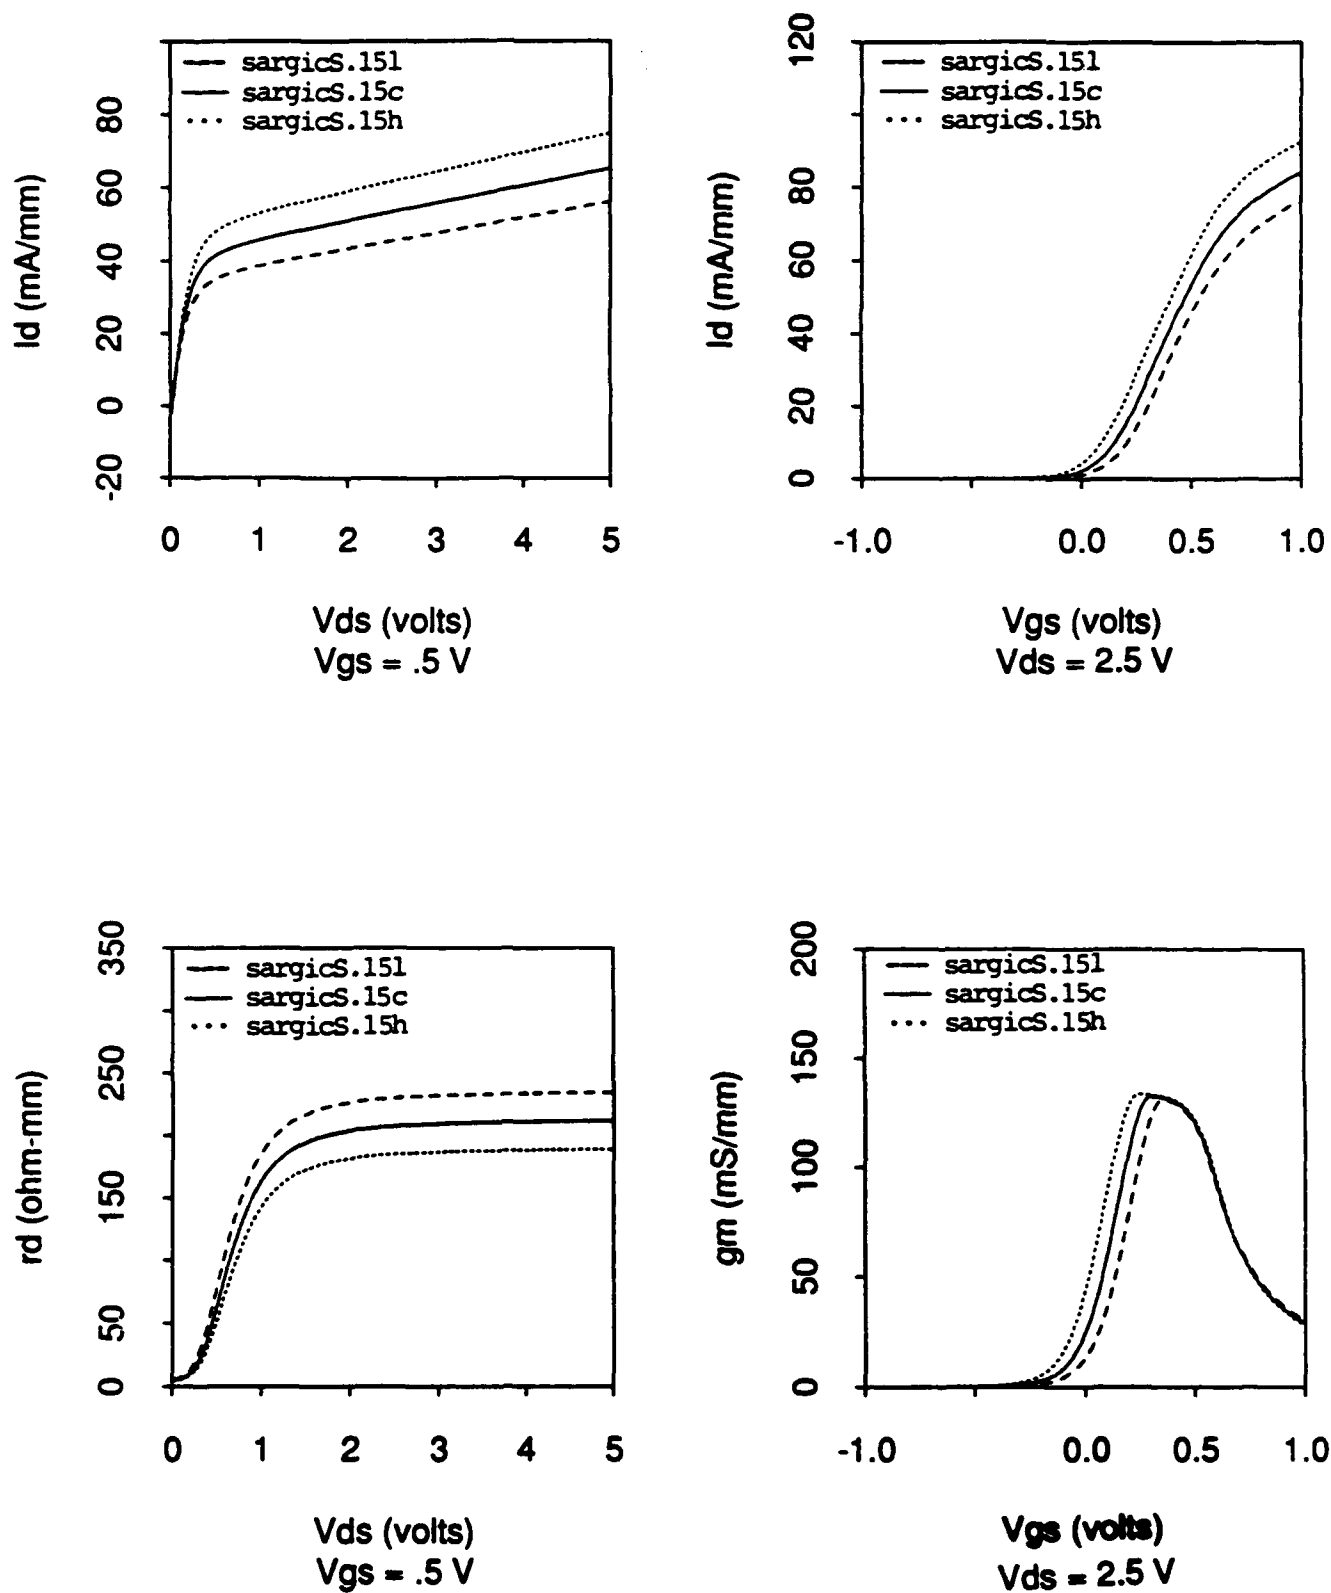 Id (mA/mm)
80
60
40
20
0
-20
sargicS.15l
sargicS.15c
sargicS.15h
0 1 2 3 4 5
Vds (volts)
Vgs = .5 V
Id (mA/mm)
120
80
60
40
20
0
sargicS.15l
sargicS.15c
sargicS.15h
-1.0 0.0 0.5 1.0
Vgs (volts)
Vds = 2.5 V
rd (ohm-mm)
350
250
150
50
0
sargicS.15l
sargicS.15c
sargicS.15h
0 1 2 3 4 5
Vds (volts)
Vgs = .5 V
gm (mS/mm)
200
150
100
50
0
sargicS.15l
sargicS.15c
sargicS.15h
-1.0 0.0 0.5 1.0
Vgs (volts)
Vds = 2.5 V